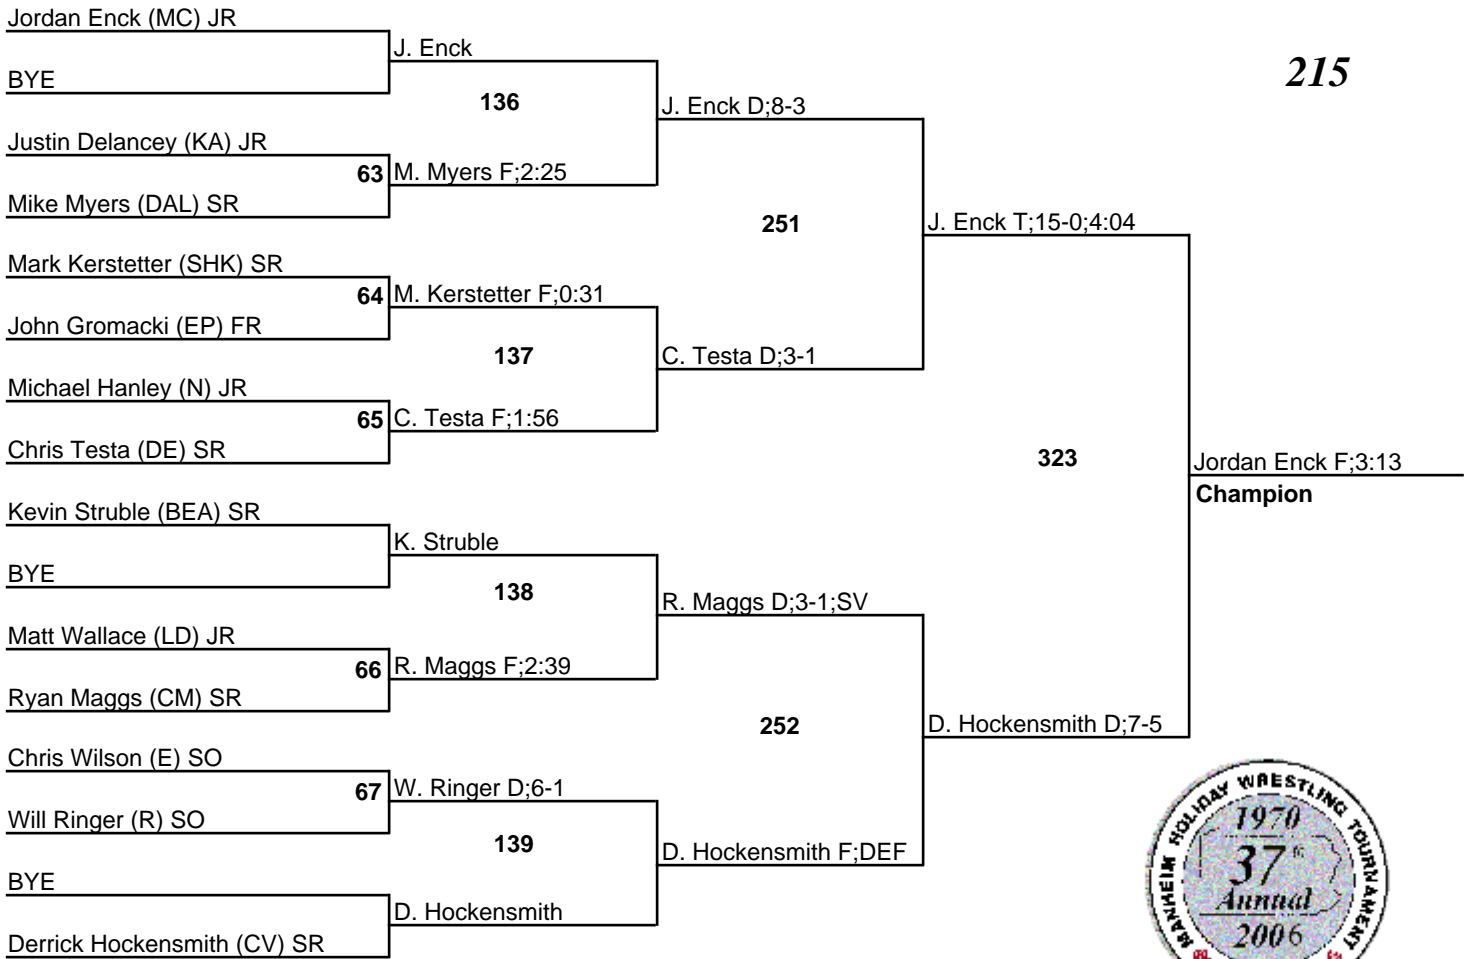 Jordan Enck (MC) JR
J. Enck
BYE
215
136
J. Enck D;8-3
Justin Delancey (KA) JR
63 M. Myers F;2:25
Mike Myers (DAL) SR
251
J. Enck T;15-0;4:04
Mark Kerstetter (SHK) SR
64 M. Kerstetter F;0:31
John Gromacki (EP) FR
137
C. Testa D;3-1
Michael Hanley (N) JR
65 C. Testa F;1:56
Chris Testa (DE) SR
323
Jordan Enck F;3:13
Champion
Kevin Struble (BEA) SR
K. Struble
BYE
138
R. Maggs D;3-1;SV
Matt Wallace (LD) JR
66 R. Maggs F;2:39
Ryan Maggs (CM) SR
252
D. Hockensmith D;7-5
Chris Wilson (E) SO
67 W. Ringer D;6-1
Will Ringer (R) SO
139
D. Hockensmith F;DEF
BYE
D. Hockensmith
Derrick Hockensmith (CV) SR
MANHEIM HOLIDAY WRESTLING TOURNAMENT
1970
37th
Annual
2006